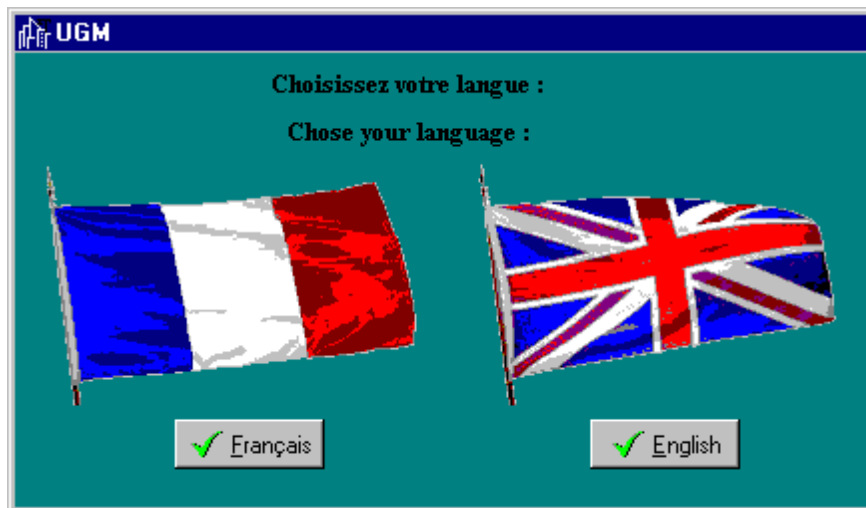 UGM
Choisissez votre langue :
Chose your language :
Français
English